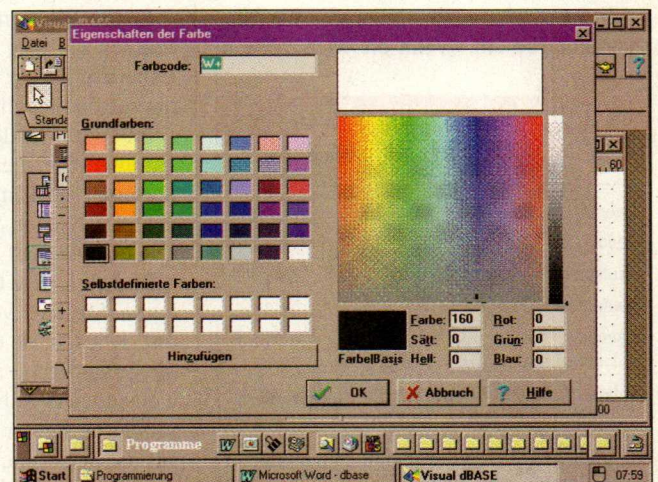 Eigenschaften der Farbe
Datei B
Farbcode: W+
Standa
Grundfarben:
60
Selbstdefinierte Farben:
Hinzufügen
Farbe: 160 Rot: 0
Sätt: 0 Grün: 0
Farbe|Basis Hell: 0 Blau: 0
OK Abbruch ? Hilfe
00
Programme
Start Programmierung Microsoft Word - dbase Visual dBASE 07:59